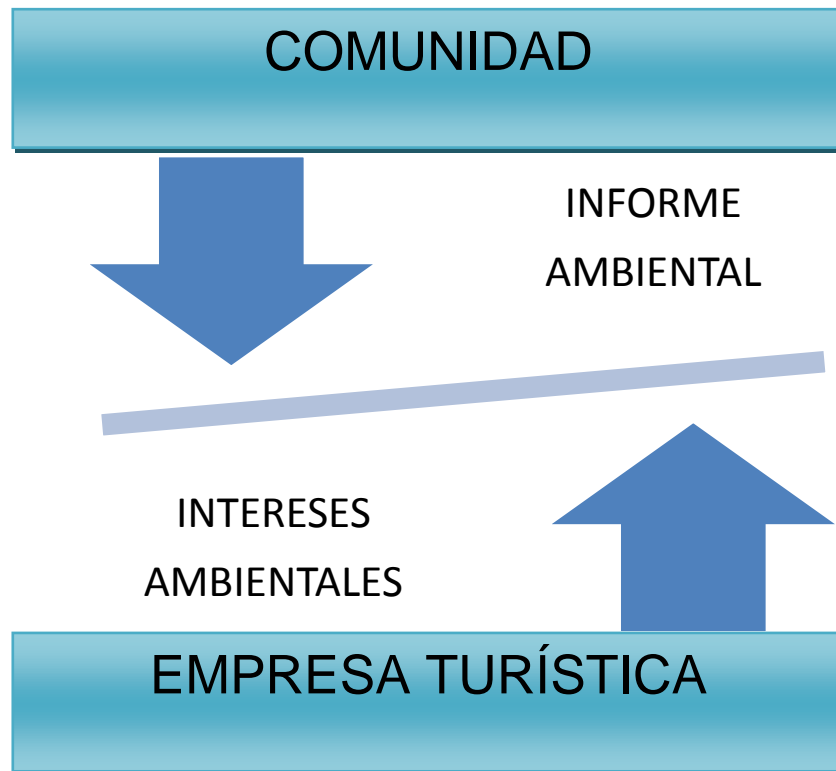 COMUNIDAD
INFORME
AMBIENTAL
INTERESES
AMBIENTALES
EMPRESA TURÍSTICA